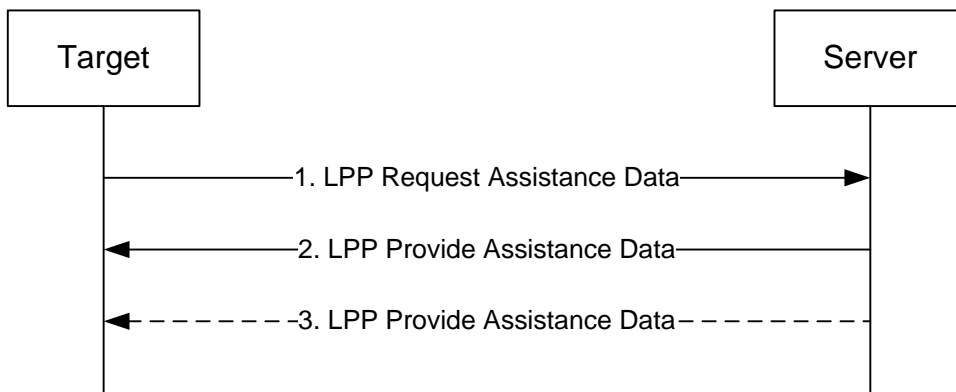 Target
Server
1. LPP Request Assistance Data
2. LPP Provide Assistance Data
3. LPP Provide Assistance Data